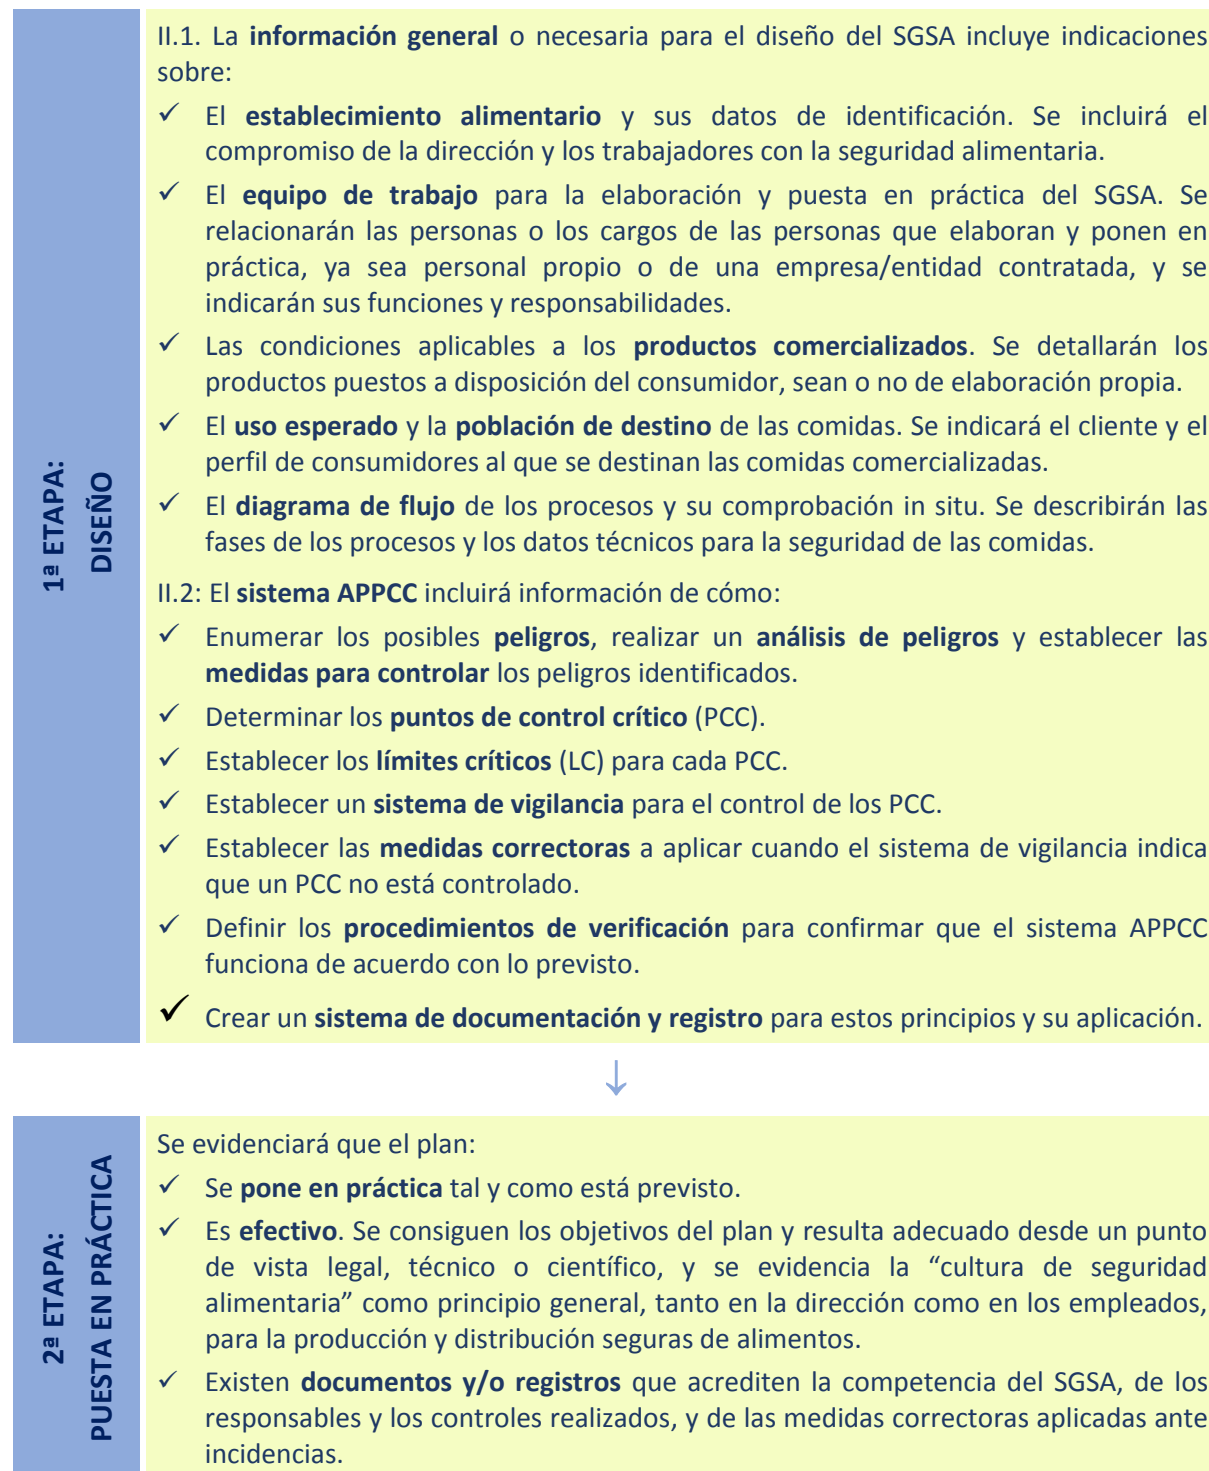 1ª ETAPA:
DISEÑO
II.1. La información general o necesaria para el diseño del SGSA incluye indicaciones
sobre:
✓ El establecimiento alimentario y sus datos de identificación. Se incluirá el
compromiso de la dirección y los trabajadores con la seguridad alimentaria.
✓ El equipo de trabajo para la elaboración y puesta en práctica del SGSA. Se
relacionarán las personas o los cargos de las personas que elaboran y ponen en
práctica, ya sea personal propio o de una empresa/entidad contratada, y se
indicarán sus funciones y responsabilidades.
✓ Las condiciones aplicables a los productos comercializados. Se detallarán los
productos puestos a disposición del consumidor, sean o no de elaboración propia.
✓ El uso esperado y la población de destino de las comidas. Se indicará el cliente y el
perfil de consumidores al que se destinan las comidas comercializadas.
✓ El diagrama de flujo de los procesos y su comprobación in situ. Se describirán las
fases de los procesos y los datos técnicos para la seguridad de las comidas.
II.2: El sistema APPCC incluirá información de cómo:
✓ Enumerar los posibles peligros, realizar un análisis de peligros y establecer las
medidas para controlar los peligros identificados.
✓ Determinar los puntos de control crítico (PCC).
✓ Establecer los límites críticos (LC) para cada PCC.
✓ Establecer un sistema de vigilancia para el control de los PCC.
✓ Establecer las medidas correctoras a aplicar cuando el sistema de vigilancia indica
que un PCC no está controlado.
✓ Definir los procedimientos de verificación para confirmar que el sistema APPCC
funciona de acuerdo con lo previsto.
✓ Crear un sistema de documentación y registro para estos principios y su aplicación.
↓
2ª ETAPA:
PUESTA EN PRÁCTICA
Se evidenciará que el plan:
✓ Se pone en práctica tal y como está previsto.
✓ Es efectivo. Se consiguen los objetivos del plan y resulta adecuado desde un punto
de vista legal, técnico o científico, y se evidencia la “cultura de seguridad
alimentaria” como principio general, tanto en la dirección como en los empleados,
para la producción y distribución seguras de alimentos.
✓ Existen documentos y/o registros que acrediten la competencia del SGSA, de los
responsables y los controles realizados, y de las medidas correctoras aplicadas ante
incidencias.